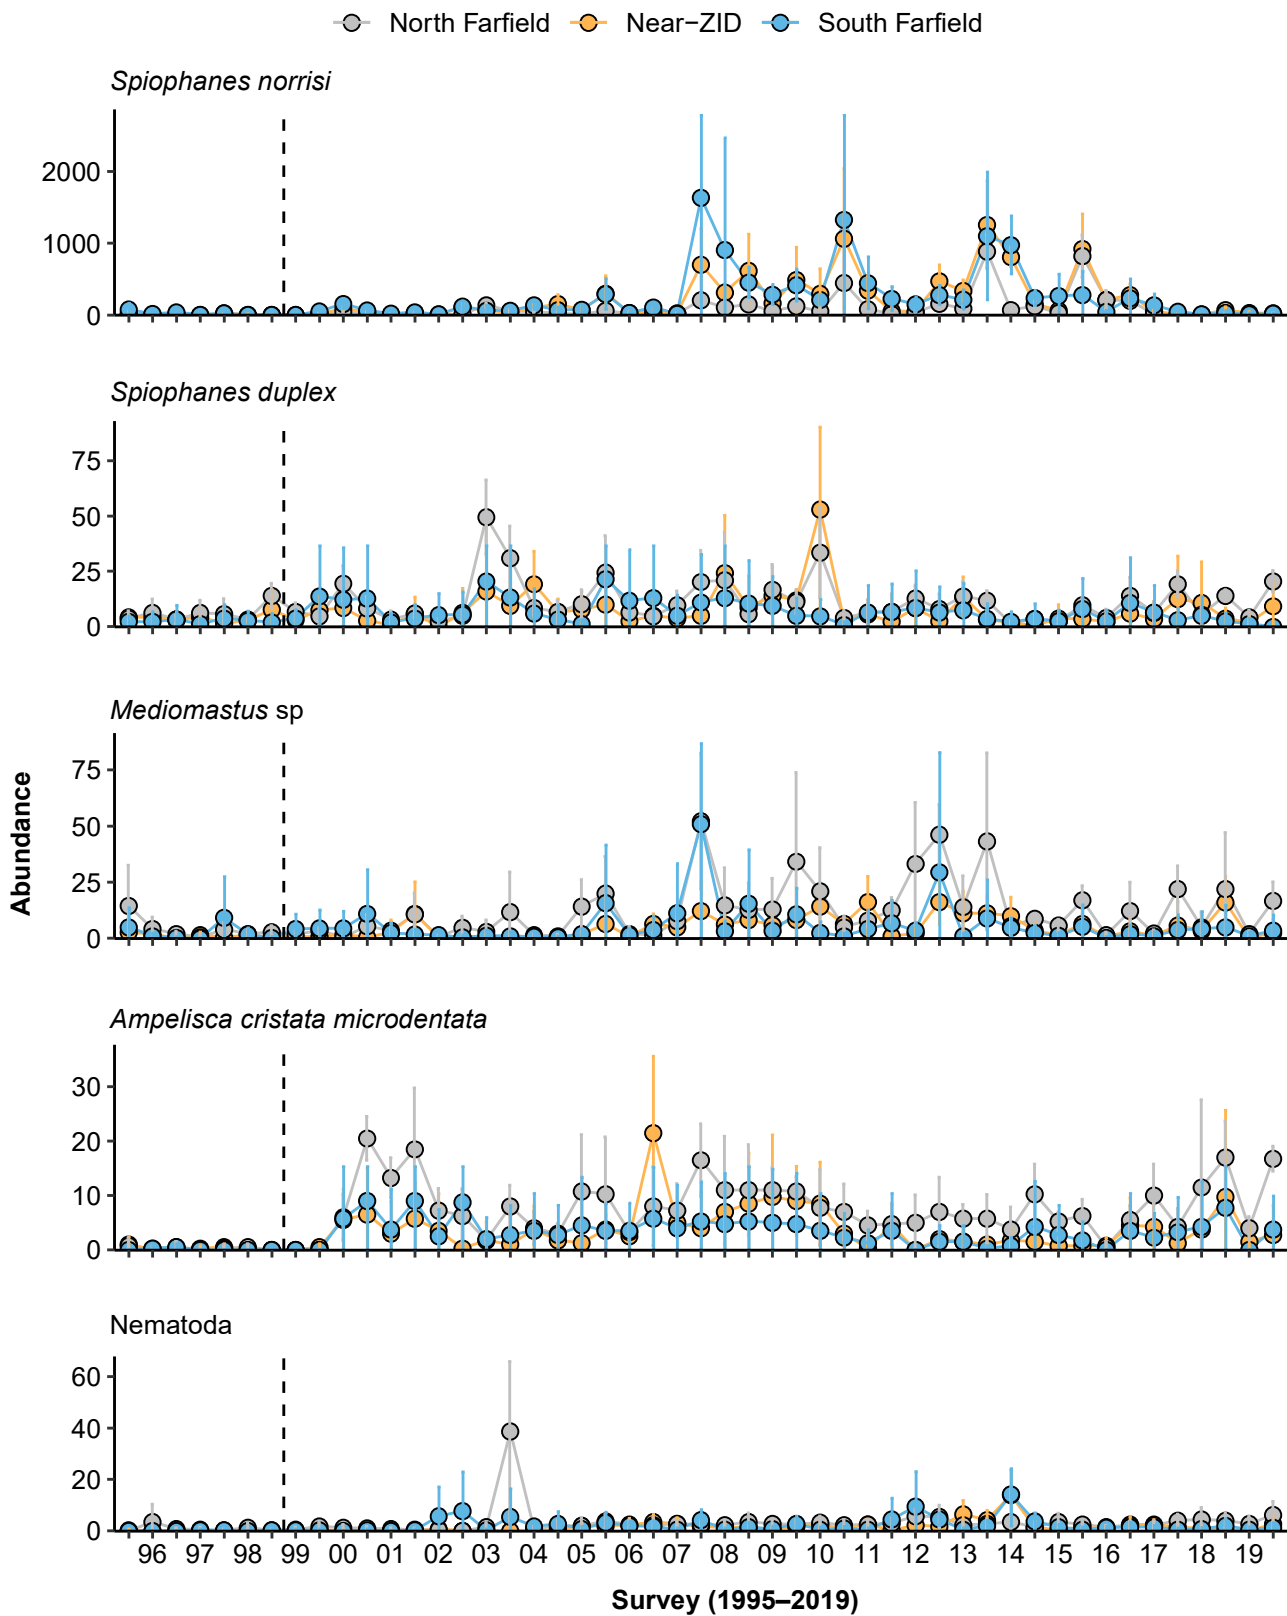 North Farfield Near−ZID South Farfield
Spiophanes norrisi
2000
1000
0
Spiophanes duplex
75
50
25
0
Mediomastus sp
75
50
25
0
Abundance
Ampelisca cristata microdentata
30
20
10
0
Nematoda
60
40
20
0
96 97 98 99 00 01 02 03 04 05 06 07 08 09 10 11 12 13 14 15 16 17 18 19
Survey (1995–2019)